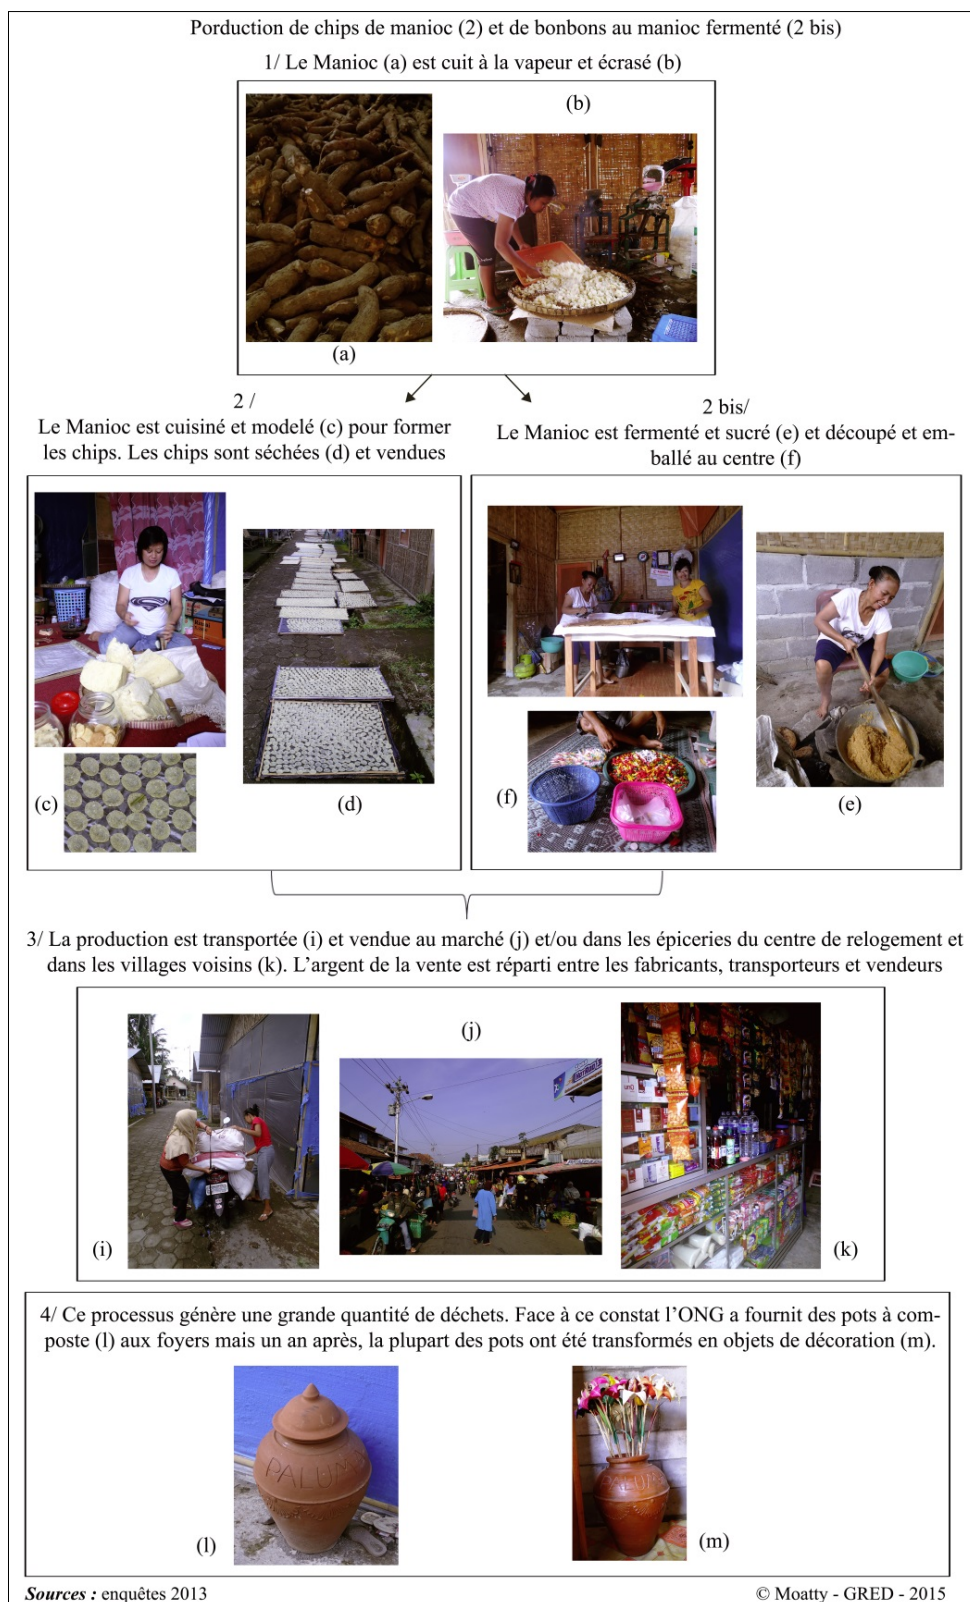 Porduction de chips de manioc (2) et de bonbons au manioc fermenté (2 bis)
1/ Le Manioc (a) est cuit à la vapeur et écrasé (b)
(b)
(a)
2 /
Le Manioc est cuisiné et modelé (c) pour former
les chips. Les chips sont séchées (d) et vendues
2 bis/
Le Manioc est fermenté et sucré (e) et découpé et em-
ballé au centre (f)
(c)
(d)
(f)
(e)
3/ La production est transportée (i) et vendue au marché (j) et/ou dans les épiceries du centre de relogement et
dans les villages voisins (k). L'argent de la vente est réparti entre les fabricants, transporteurs et vendeurs
(j)
(i)
(k)
4/ Ce processus génère une grande quantité de déchets. Face à ce constat l'ONG a fournit des pots à com-
poste (l) aux foyers mais un an après, la plupart des pots ont été transformés en objets de décoration (m).
PALUM
PALUM
(l)
(m)
Sources : enquêtes 2013
© Moatty - GRED - 2015